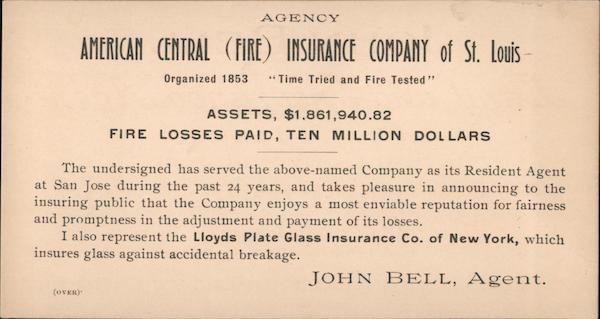 AGENCY
AMERICAN CENTRAL (FIRE) INSURANCE COMPANY of St. Louis
Organized 1853 "Time Tried and Fire Tested"
ASSETS, $1,861,940.82
FIRE LOSSES PAID, TEN MILLION DOLLARS
The undersigned has served the above-named Company as its Resident Agent
at San Jose during the past 24 years, and takes pleasure in announcing to the
insuring public that the Company enjoys a most enviable reputation for fairness
and promptness in the adjustment and payment of its losses.
I also represent the Lloyds Plate Glass Insurance Co. of New York, which
insures glass against accidental breakage.
JOHN BELL, Agent.
(OVER)